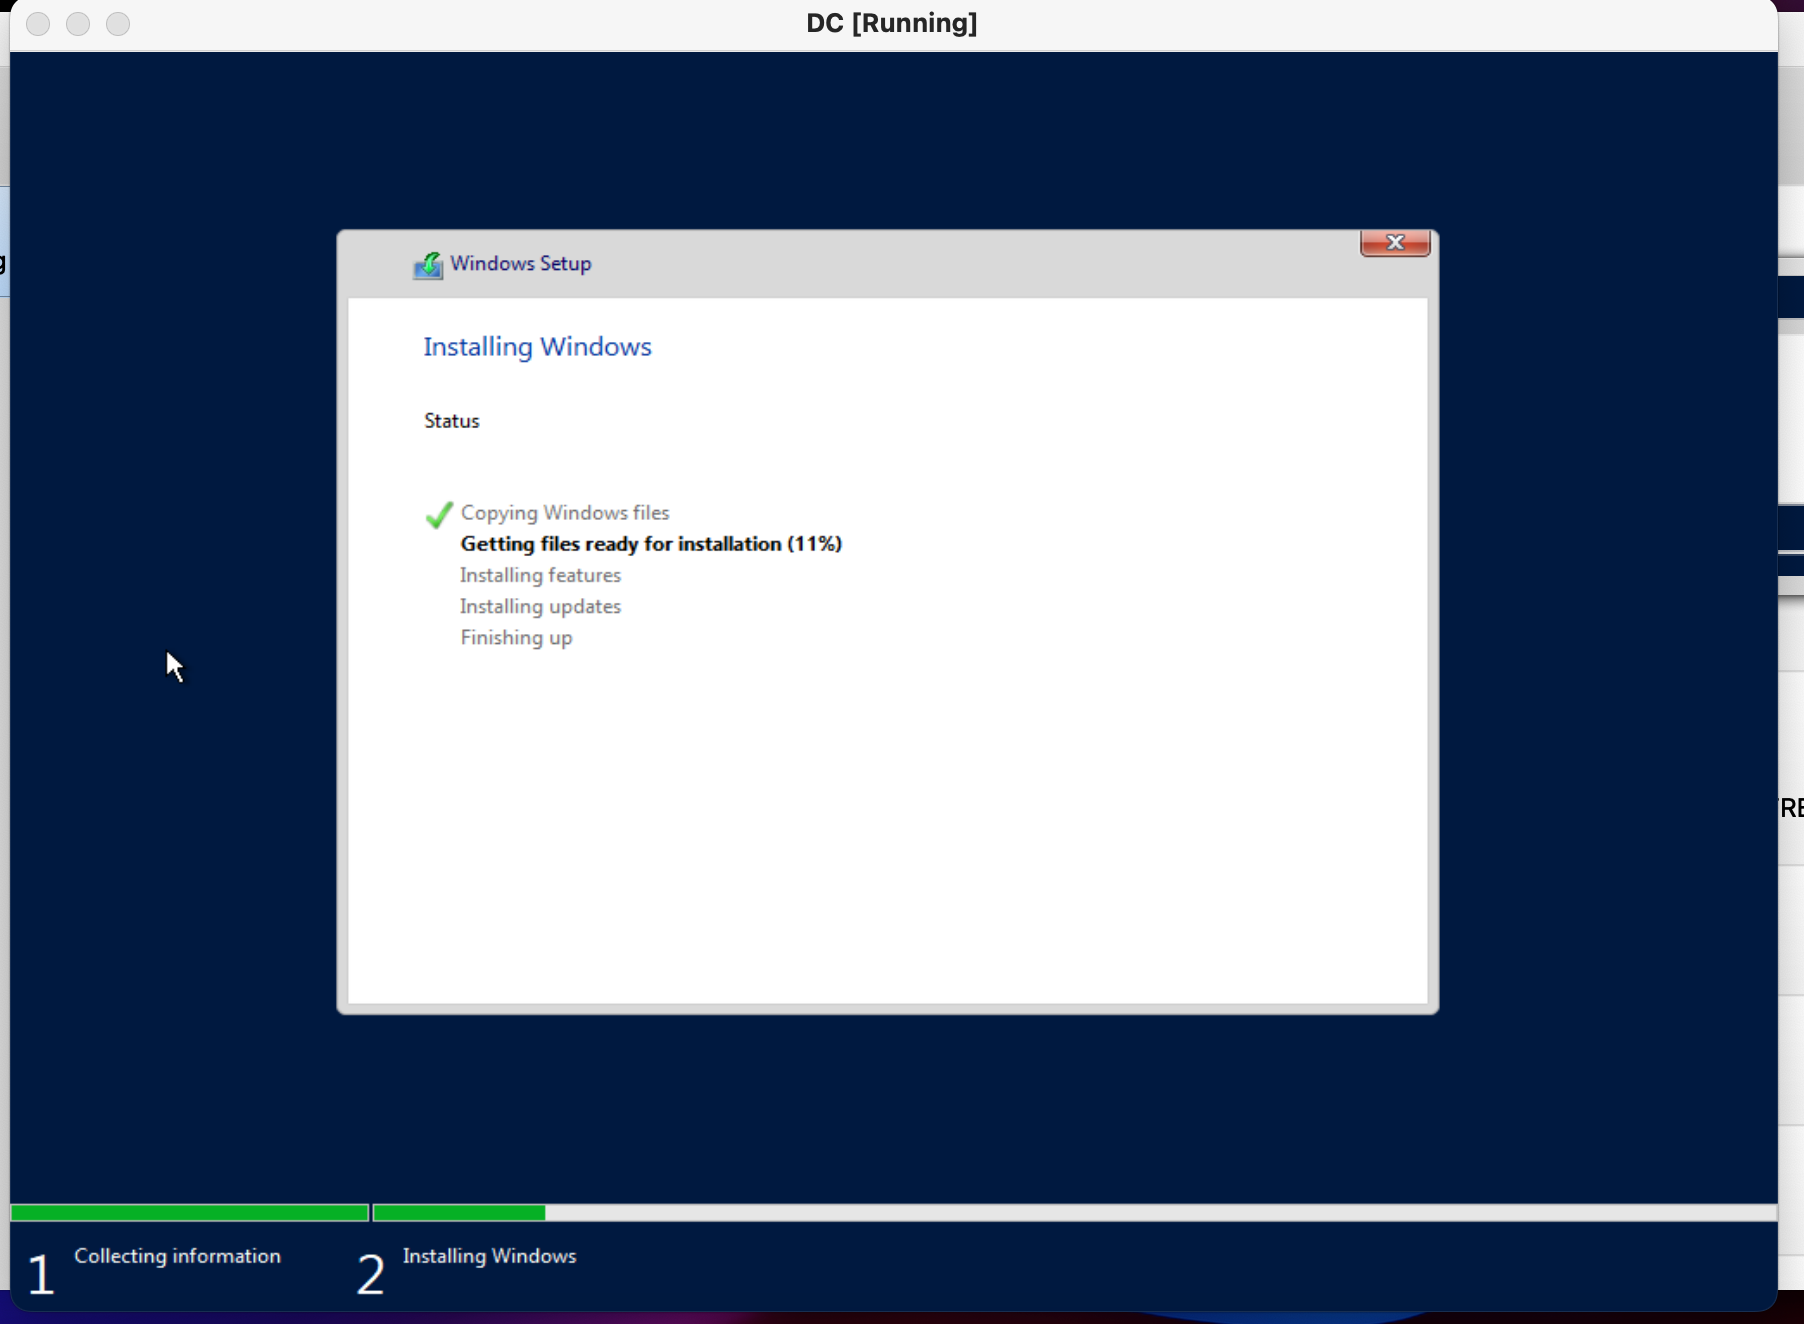 DC [Running]
g
Windows Setup
Installing Windows
Status
Copying Windows files
Getting files ready for installation (11%)
Installing features
Installing updates
Finishing up
RE
1 Collecting information
2 Installing Windows